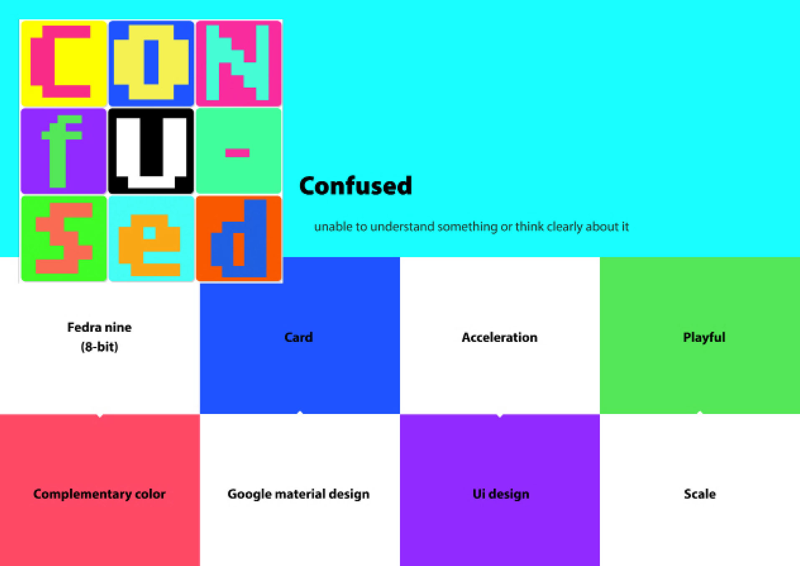 CON
fU-
sed
Confused
unable to understand something or think clearly about it
Fedra nine
(8-bit)
Card
Acceleration
Playful
Complementary color
Google material design
Ui design
Scale